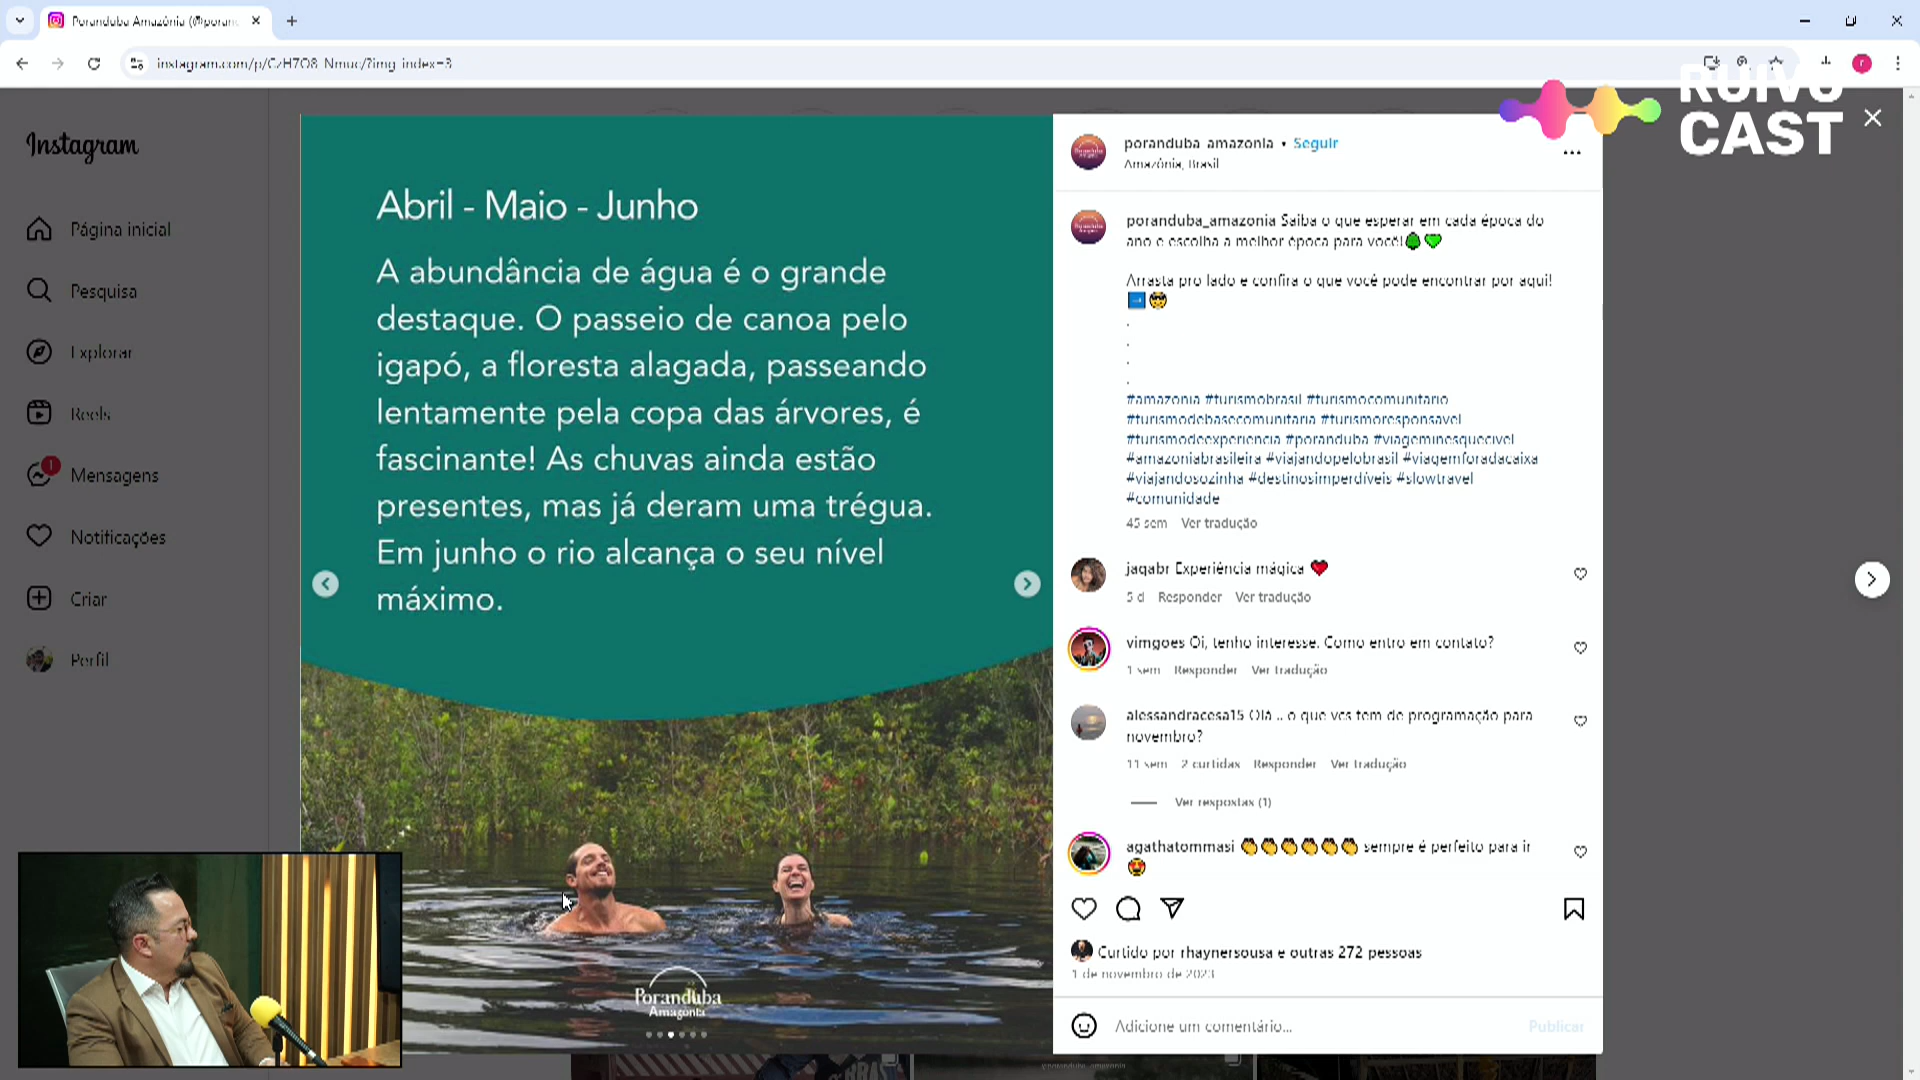 Poranduba Amazônia (@poran
instagram.com/p/CzH7O8_Nmuc/?img_index=3
RUIVO
CAST
Instagram
Página inicial
Pesquisa
Explorar
Reels
1
Mensagens
Notificações
Criar
Perfil
Abril - Maio - Junho
A abundância de água é o grande
destaque. O passeio de canoa pelo
igapó, a floresta alagada, passeando
lentamente pela copa das árvores, é
fascinante! As chuvas ainda estão
presentes, mas já deram uma trégua.
Em junho o rio alcança o seu nível
máximo.
Poranduba
Amazônia
poranduba_amazonia • Seguir
Amazônia, Brasil
poranduba_amazonia Saiba o que esperar em cada época do
ano e escolha a melhor época para você!🌲💚
Arrasta pro lado e confira o que você pode encontrar por aqui!
➡️🤓
.
.
.
.
#amazonia #turismobrasil #turismocomunitario
#turismodebasecomunitaria #turismoresponsavel
#turismodeexperiencia #poranduba #viageminesquecivel
#amazoniabrasileira #viajandopelobrasil #viagemforadacaixa
#viajandosozinha #destinosimperdíveis #slowtravel
#comunidade
45 sem Ver tradução
jaqabr Experiência mágica ❤️
5 d Responder Ver tradução
vimgoes Oi, tenho interesse. Como entro em contato?
1 sem Responder Ver tradução
alessandracesa15 Olá .. o que vcs tem de programação para
novembro?
11 sem 2 curtidas Responder Ver tradução
Ver respostas (1)
agathatommasi 👏👏👏👏👏👏 sempre é perfeito para ir
😍
Curtido por rhaynersousa e outras 272 pessoas
1 de novembro de 2023
Adicione um comentário...
Publicar